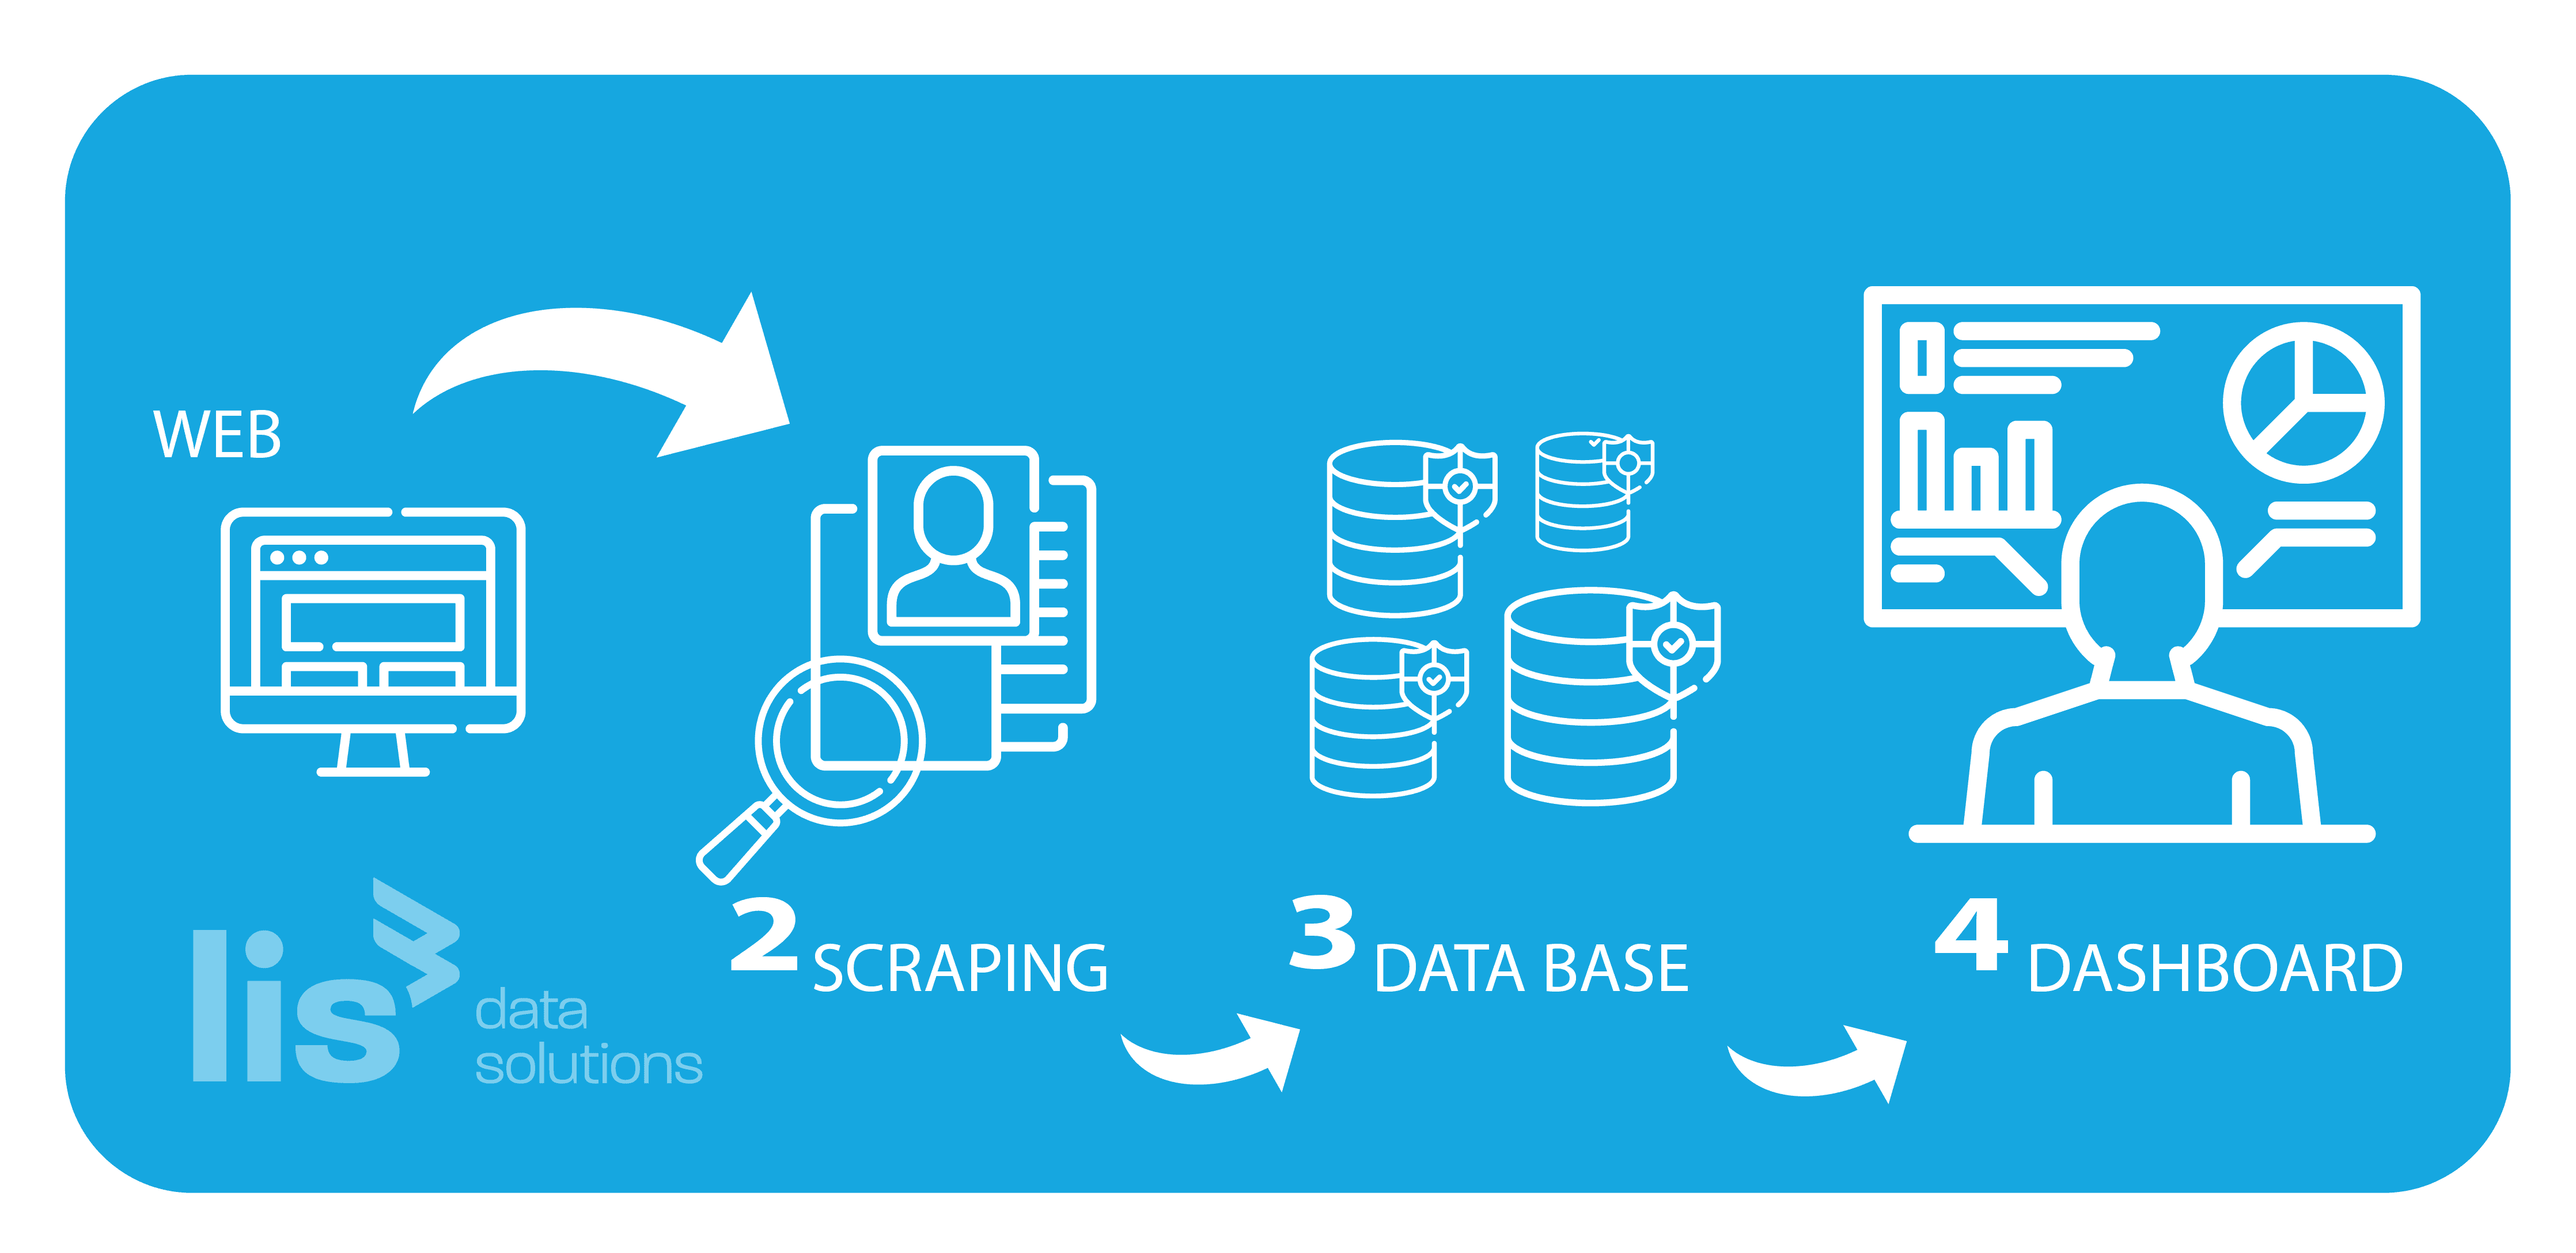 WEB
2 SCRAPING
3 DATA BASE
4 DASHBOARD
lis
data
solutions